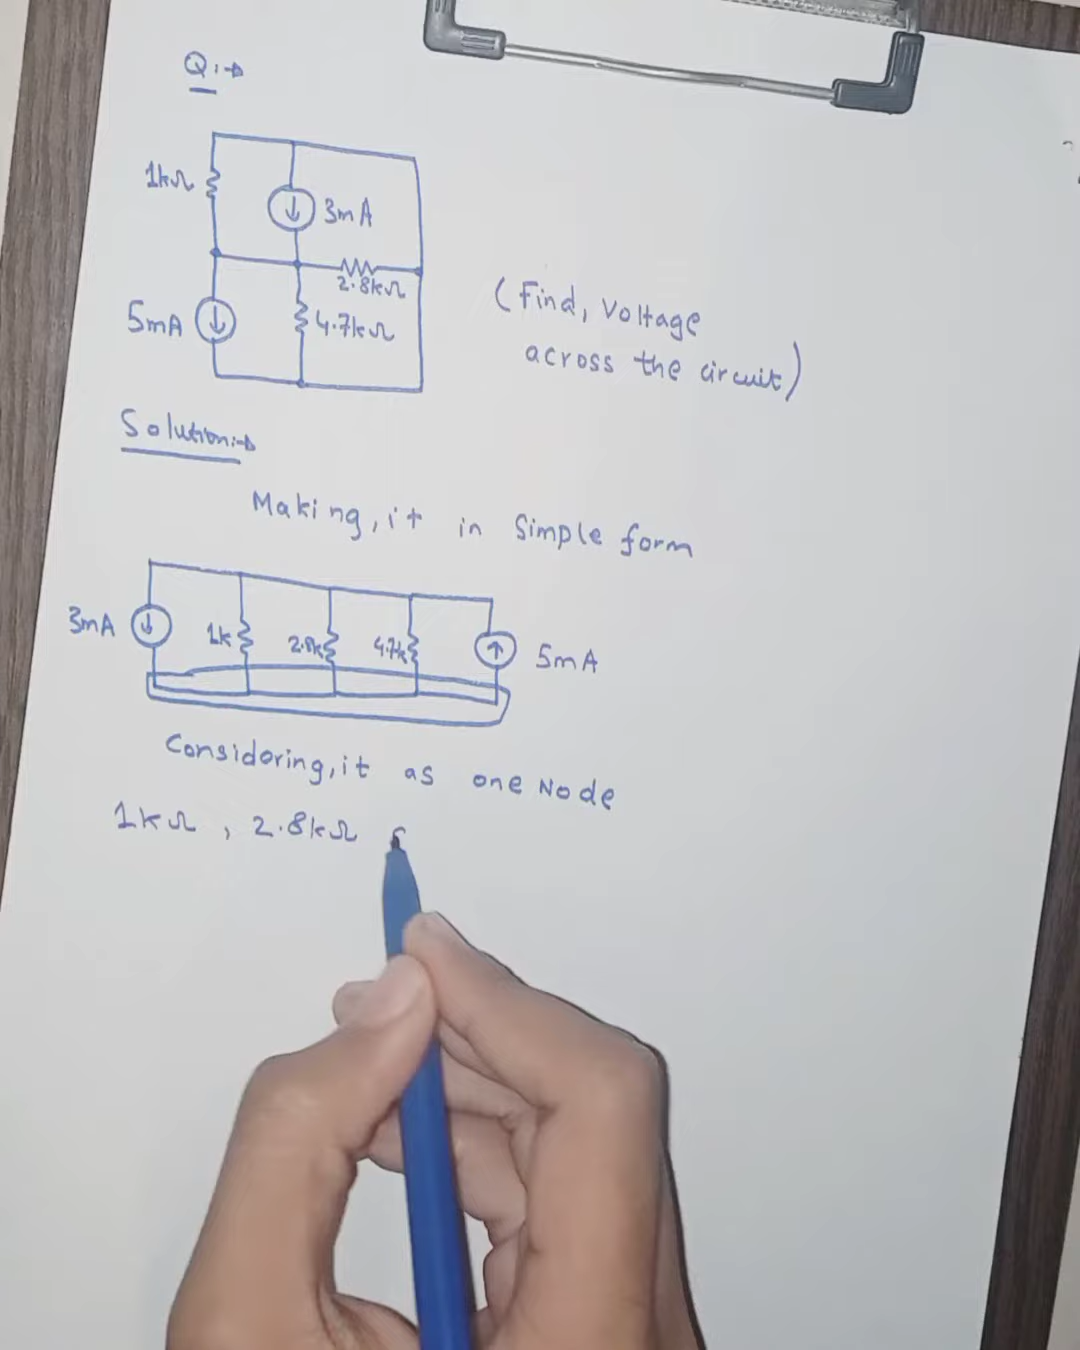 Q:→
1kΩ
3mA
2.8kΩ
5mA
4.7kΩ
(Find, Voltage
across the circuit)
Solution:→
Making, it in Simple form
3mA 1k 2.8k 4.7k 5mA
Considering, it as one Node
1kΩ , 2.8kΩ